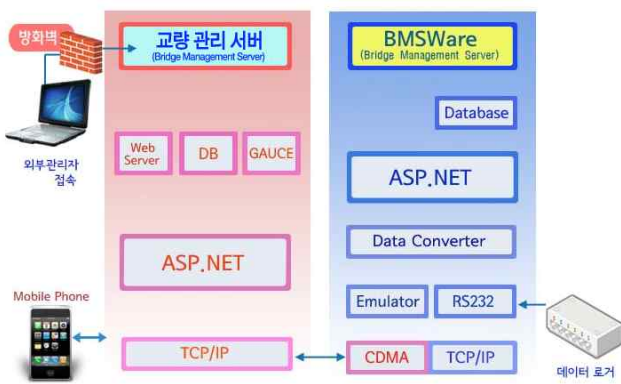 방화벽
교량 관리 서버
(Bridge Management Server)
BMSWare
(Bridge Management Server)
Database
외부관리자
접속
Web
Server
DB
GAUCE
ASP.NET
Data Converter
ASP.NET
Mobile Phone
Emulator
RS232
TCP/IP
CDMA
TCP/IP
데이터 로거